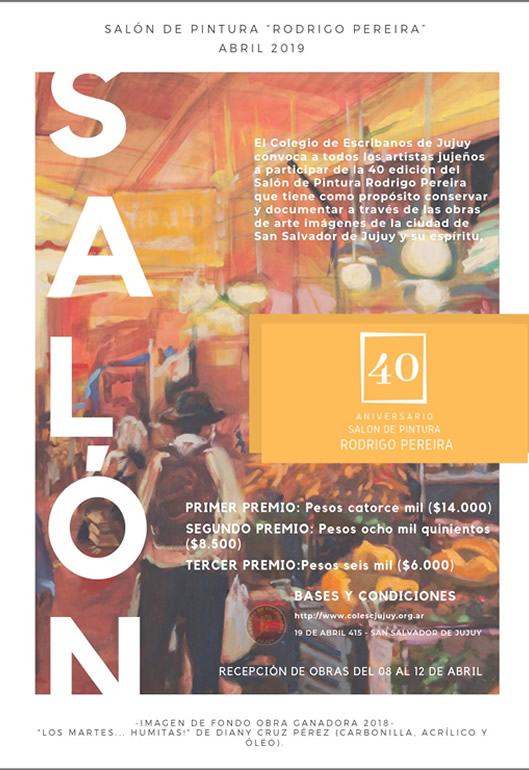 SALÓN DE PINTURA "RODRIGO PEREIRA"
ABRIL 2019
SALÓN
El Colegio de Escribanos de Jujuy
convoca a todos los artistas jujeños
a participar de la 40 edición del
Salón de Pintura Rodrigo Pereira
que tiene como propósito conservar
y documentar a través de las obras
de arte imágenes de la ciudad de
San Salvador de Jujuy y su espíritu,
40
ANIVERSARIO
SALON DE PINTURA
RODRIGO PEREIRA
PRIMER PREMIO: Pesos catorce mil ($14.000)
SEGUNDO PREMIO: Pesos ocho mil quinientos
($8.500)
TERCER PREMIO:Pesos seis mil ($6.000)
BASES Y CONDICIONES
http://www.colescjujuy.org.ar
19 DE ABRIL 415 - SAN SALVADOR DE JUJUY
RECEPCIÓN DE OBRAS DEL 08 AL 12 DE ABRIL
-IMAGEN DE FONDO OBRA GANADORA 2018-
"LOS MARTES... HUMITAS!" DE DIANY CRUZ PÉREZ (CARBONILLA, ACRÍLICO Y
ÓLEO).